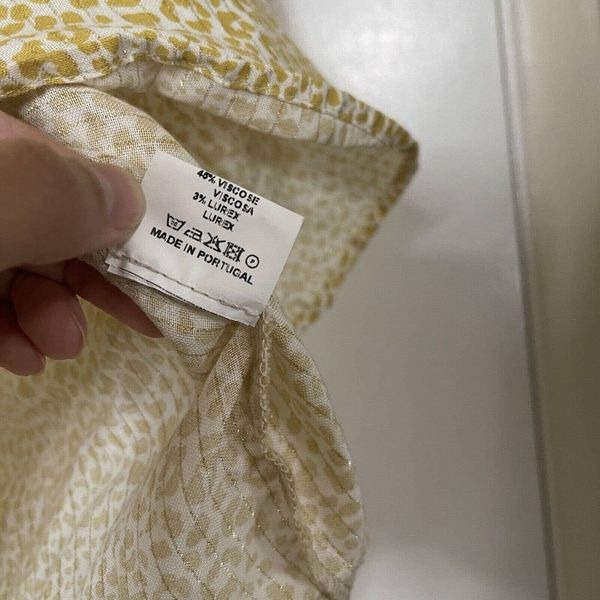 45% VISCOSE
VISCOSA
3% LUREX
LUREX
MADE IN PORTUGAL